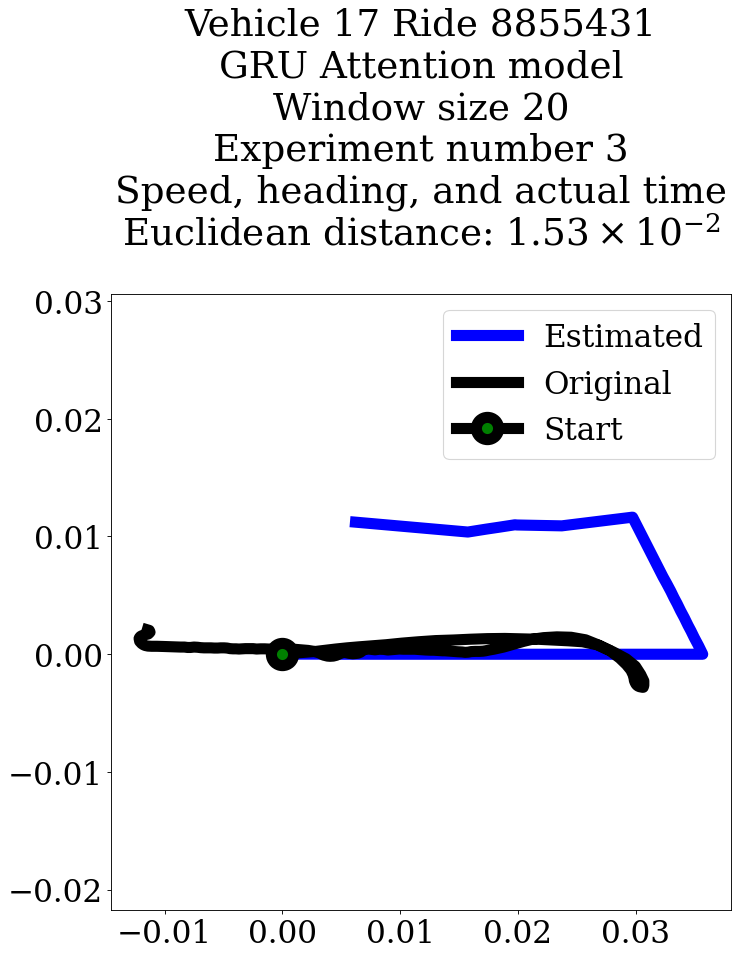 Vehicle 17 Ride 8855431
GRU Attention model
Window size 20
Experiment number 3
Speed, heading, and actual time
Euclidean distance: 1.53 × 10⁻²
0.03
0.02
0.01
0.00
−0.01
−0.02
Estimated
Original
Start
−0.01
0.00
0.01
0.02
0.03